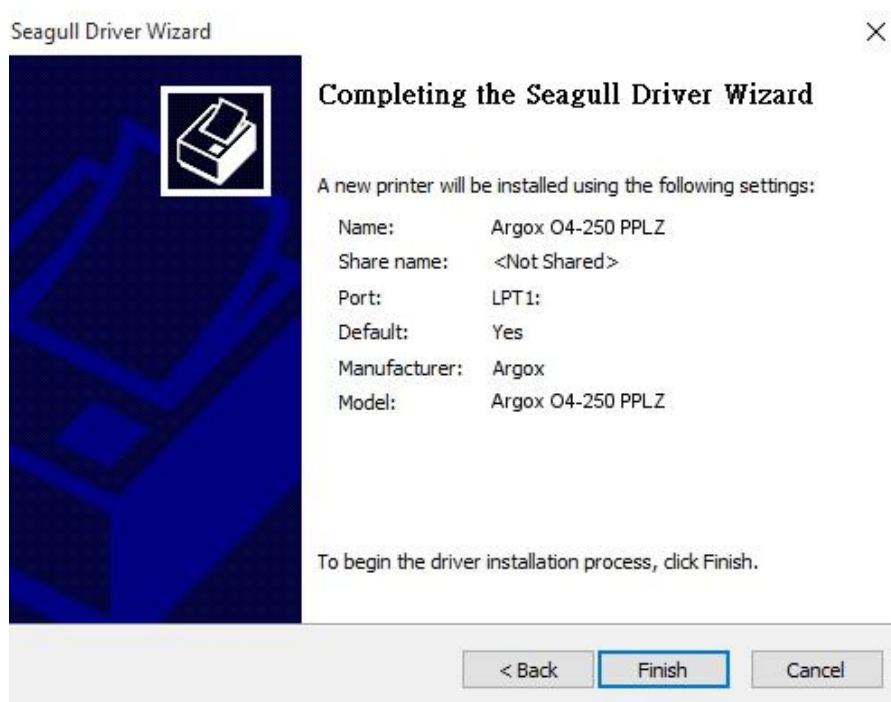 Seagull Driver Wizard
Completing the Seagull Driver Wizard
A new printer will be installed using the following settings:
Name: Argox O4-250 PPLZ
Share name: <Not Shared>
Port: LPT1:
Default: Yes
Manufacturer: Argox
Model: Argox O4-250 PPLZ
To begin the driver installation process, click Finish.
< Back Finish Cancel